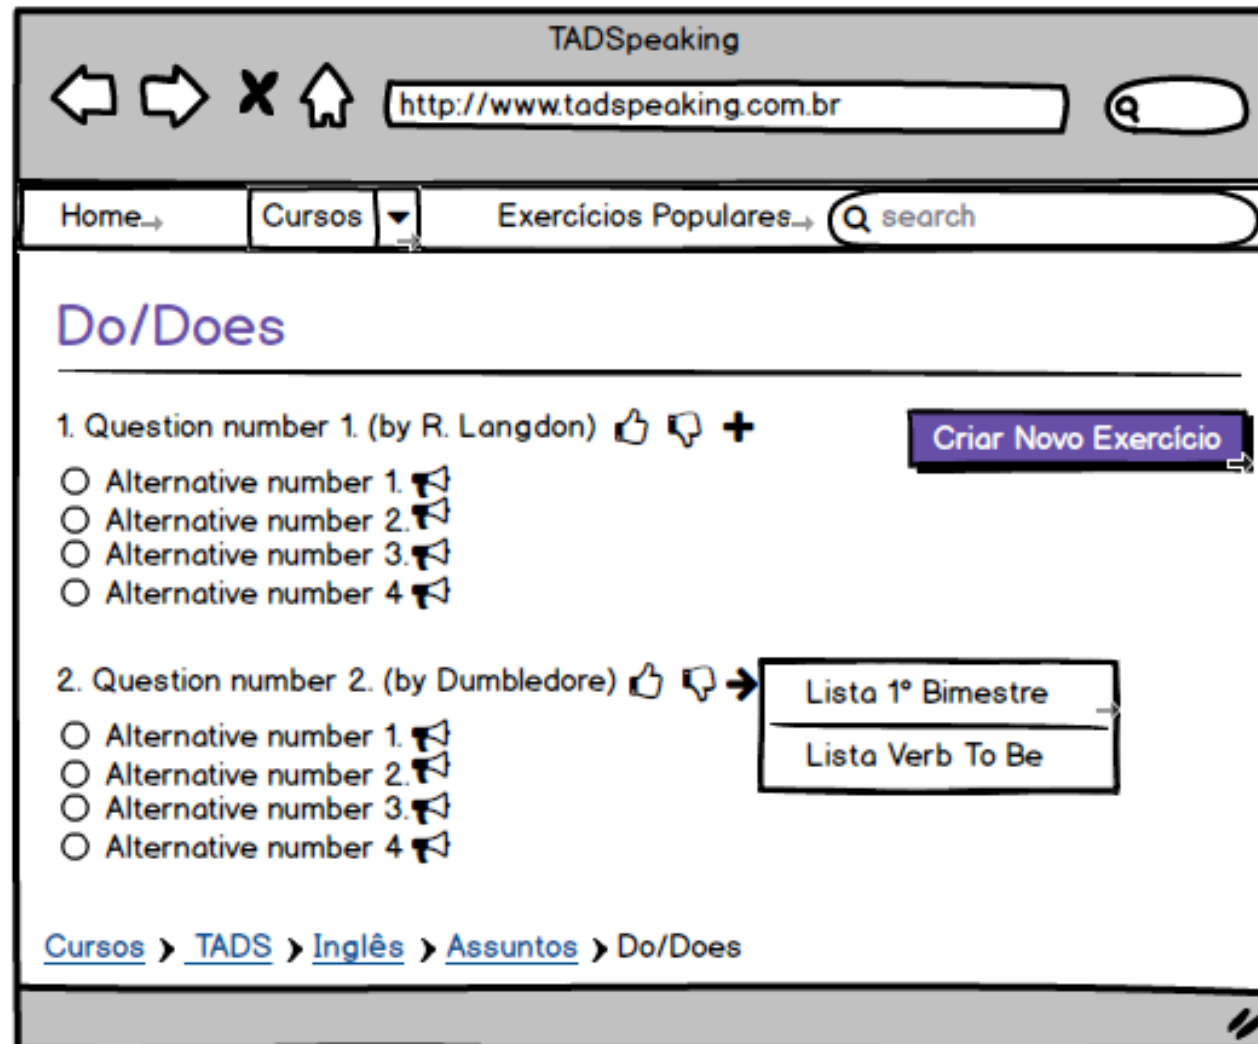 TADSpeaking
http://www.tadspeaking.com.br
Home Cursos Exercícios Populares search
Do/Does
1. Question number 1. (by R. Langdon)
Criar Novo Exercício
Alternative number 1.
Alternative number 2.
Alternative number 3.
Alternative number 4
2. Question number 2. (by Dumbledore)
Lista 1° Bimestre
Lista Verb To Be
Alternative number 1.
Alternative number 2.
Alternative number 3.
Alternative number 4
Cursos TADS Inglês Assuntos Do/Does